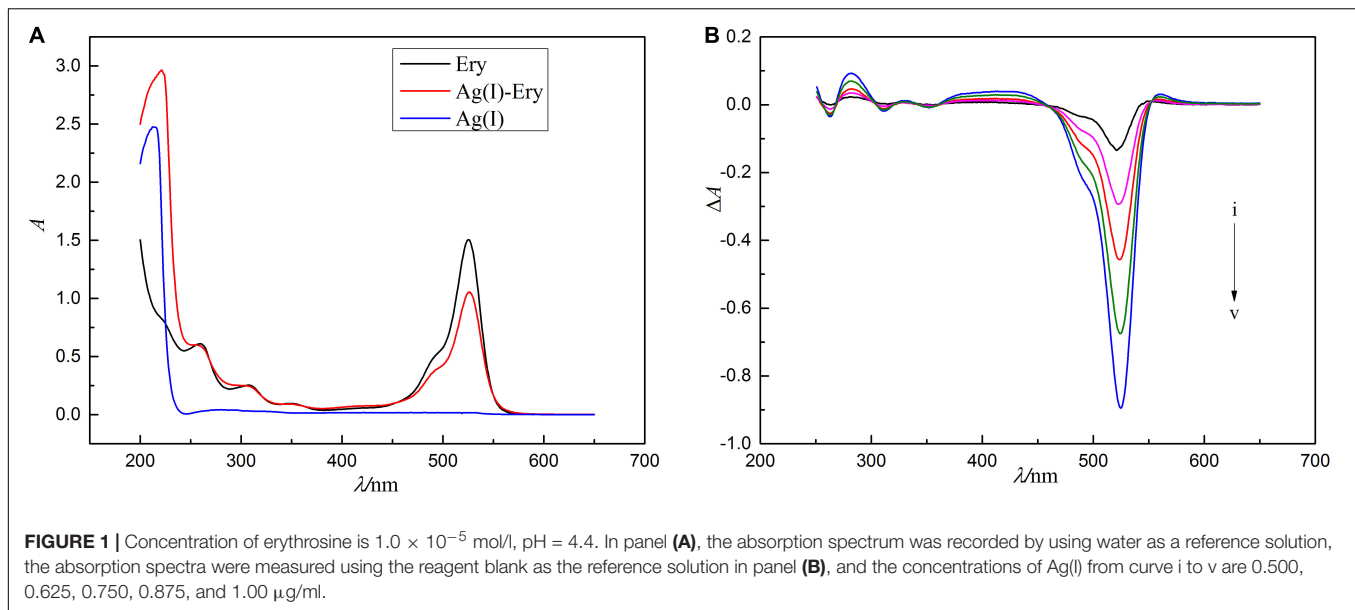 A
3.0
2.5
2.0
1.5
1.0
0.5
0.0
A
200 300 400 500 600 700
λ/nm
Ery
Ag(I)-Ery
Ag(I)
B
0.2
0.0
-0.2
-0.4
-0.6
-0.8
-1.0
ΔA
300 400 500 600 700
λ/nm
i
v
FIGURE 1 | Concentration of erythrosine is 1.0 × 10⁻⁵ mol/l, pH = 4.4. In panel (A), the absorption spectrum was recorded by using water as a reference solution,
the absorption spectra were measured using the reagent blank as the reference solution in panel (B), and the concentrations of Ag(I) from curve i to v are 0.500,
0.625, 0.750, 0.875, and 1.00 μg/ml.